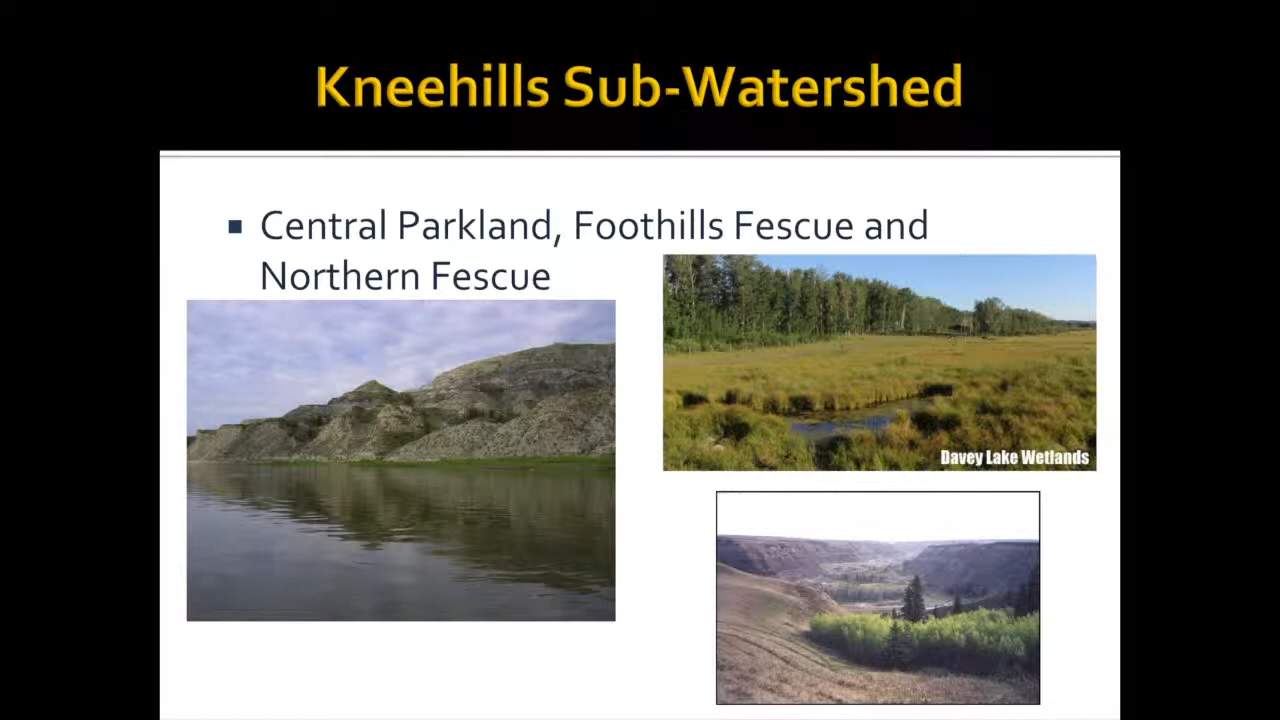 Kneehills Sub-Watershed
Central Parkland, Foothills Fescue and
Northern Fescue
Davey Lake Wetlands